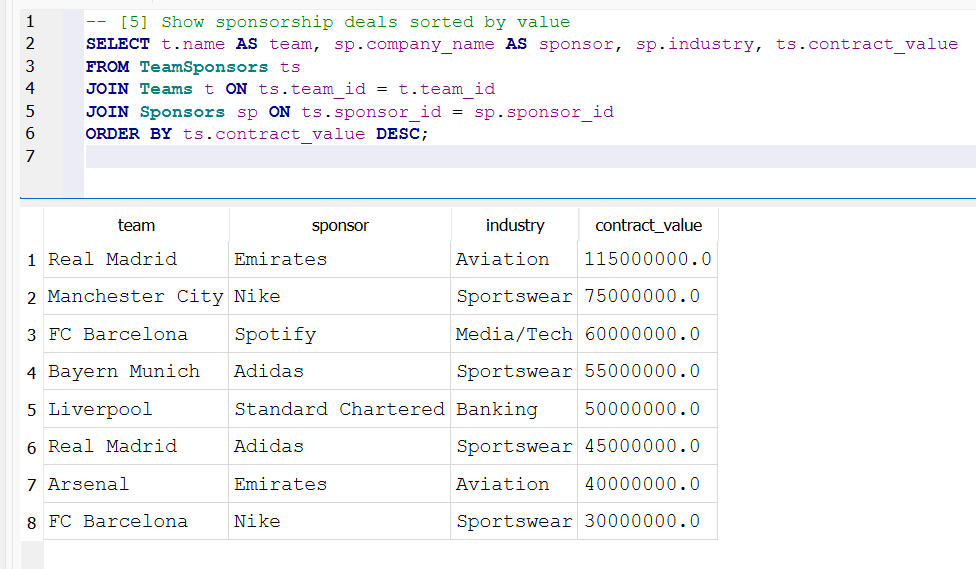 1 -- [5] Show sponsorship deals sorted by value
2 SELECT t.name AS team, sp.company_name AS sponsor, sp.industry, ts.contract_value
3 FROM TeamSponsors ts
4 JOIN Teams t ON ts.team_id = t.team_id
5 JOIN Sponsors sp ON ts.sponsor_id = sp.sponsor_id
6 ORDER BY ts.contract_value DESC;
7
team sponsor industry contract_value
1 Real Madrid Emirates Aviation 115000000.0
2 Manchester City Nike Sportswear 75000000.0
3 FC Barcelona Spotify Media/Tech 60000000.0
4 Bayern Munich Adidas Sportswear 55000000.0
5 Liverpool Standard Chartered Banking 50000000.0
6 Real Madrid Adidas Sportswear 45000000.0
7 Arsenal Emirates Aviation 40000000.0
8 FC Barcelona Nike Sportswear 30000000.0